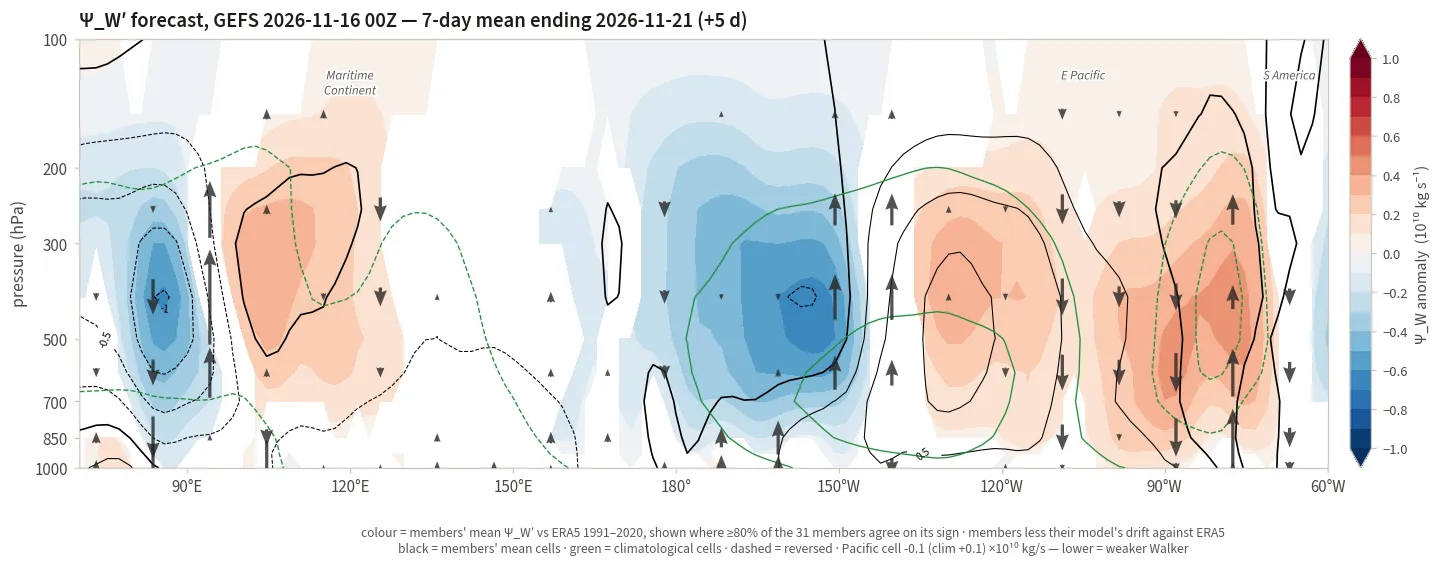 Ψ_W′ forecast, GEFS 2026-11-16 00Z — 7-day mean ending 2026-11-21 (+5 d)
100
200
300
400
500
700
850
1000
pressure (hPa)
Maritime
Continent
E Pacific
S America
-0.5
-1
0.5
90°E
120°E
150°E
180°
150°W
120°W
90°W
60°W
1.0
0.8
0.6
0.4
0.2
0.0
−0.2
−0.4
−0.6
−0.8
−1.0
Ψ_W anomaly (10¹⁰ kg s⁻¹)
colour = members' mean Ψ_W′ vs ERA5 1991–2020, shown where ≥80% of the 31 members agree on its sign · members less their model's drift against ERA5
black = members' mean cells · green = climatological cells · dashed = reversed · Pacific cell -0.1 (clim +0.1) ×10¹⁰ kg/s — lower = weaker Walker